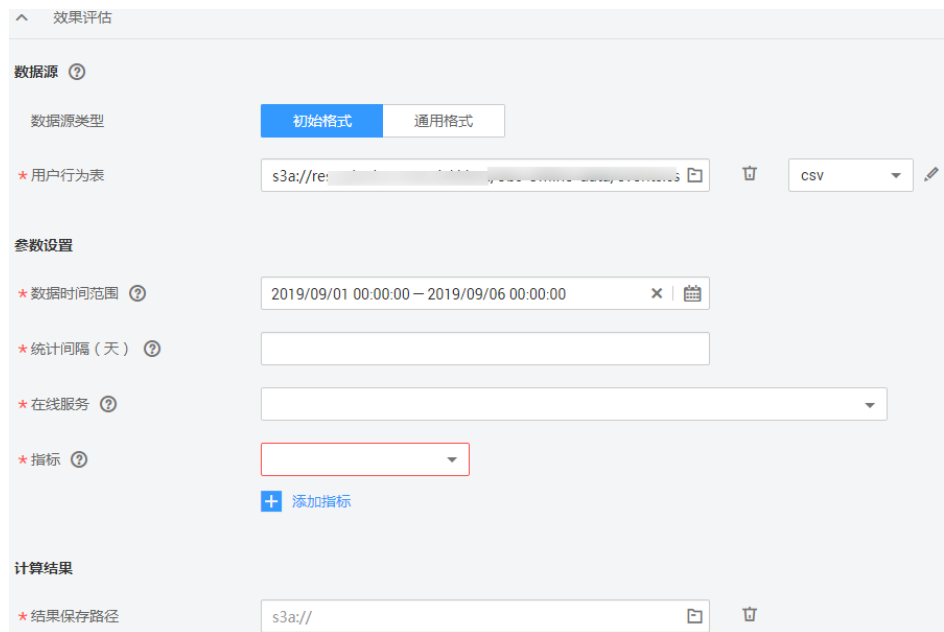 效果评估
数据源 ?
数据源类型 初始格式 通用格式
*用户行为表 s3a://res csv
参数设置
*数据时间范围 ? 2019/09/01 00:00:00 — 2019/09/06 00:00:00
*统计间隔（天） ?
*在线服务 ?
*指标 ?
添加指标
计算结果
*结果保存路径 s3a://